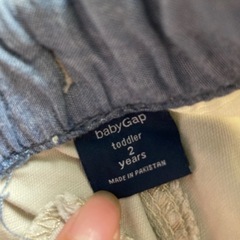 babyGap
toddler
2
years
MADE IN PAKISTAN